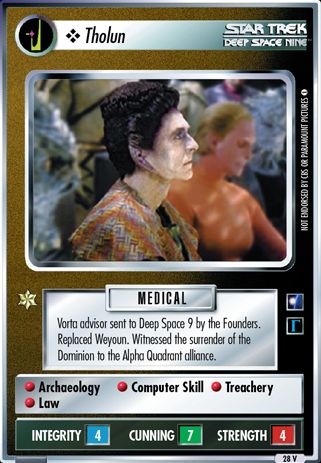 ❖ Tholun
STAR TREK
DEEP SPACE NINE
NOT ENDORSED BY CBS OR PARAMOUNT PICTURES
MEDICAL
Vorta advisor sent to Deep Space 9 by the Founders.
Replaced Weyoun. Witnessed the surrender of the
Dominion to the Alpha Quadrant alliance.
Archaeology Computer Skill Treachery
Law
INTEGRITY 4 CUNNING 7 STRENGTH 4
28 V